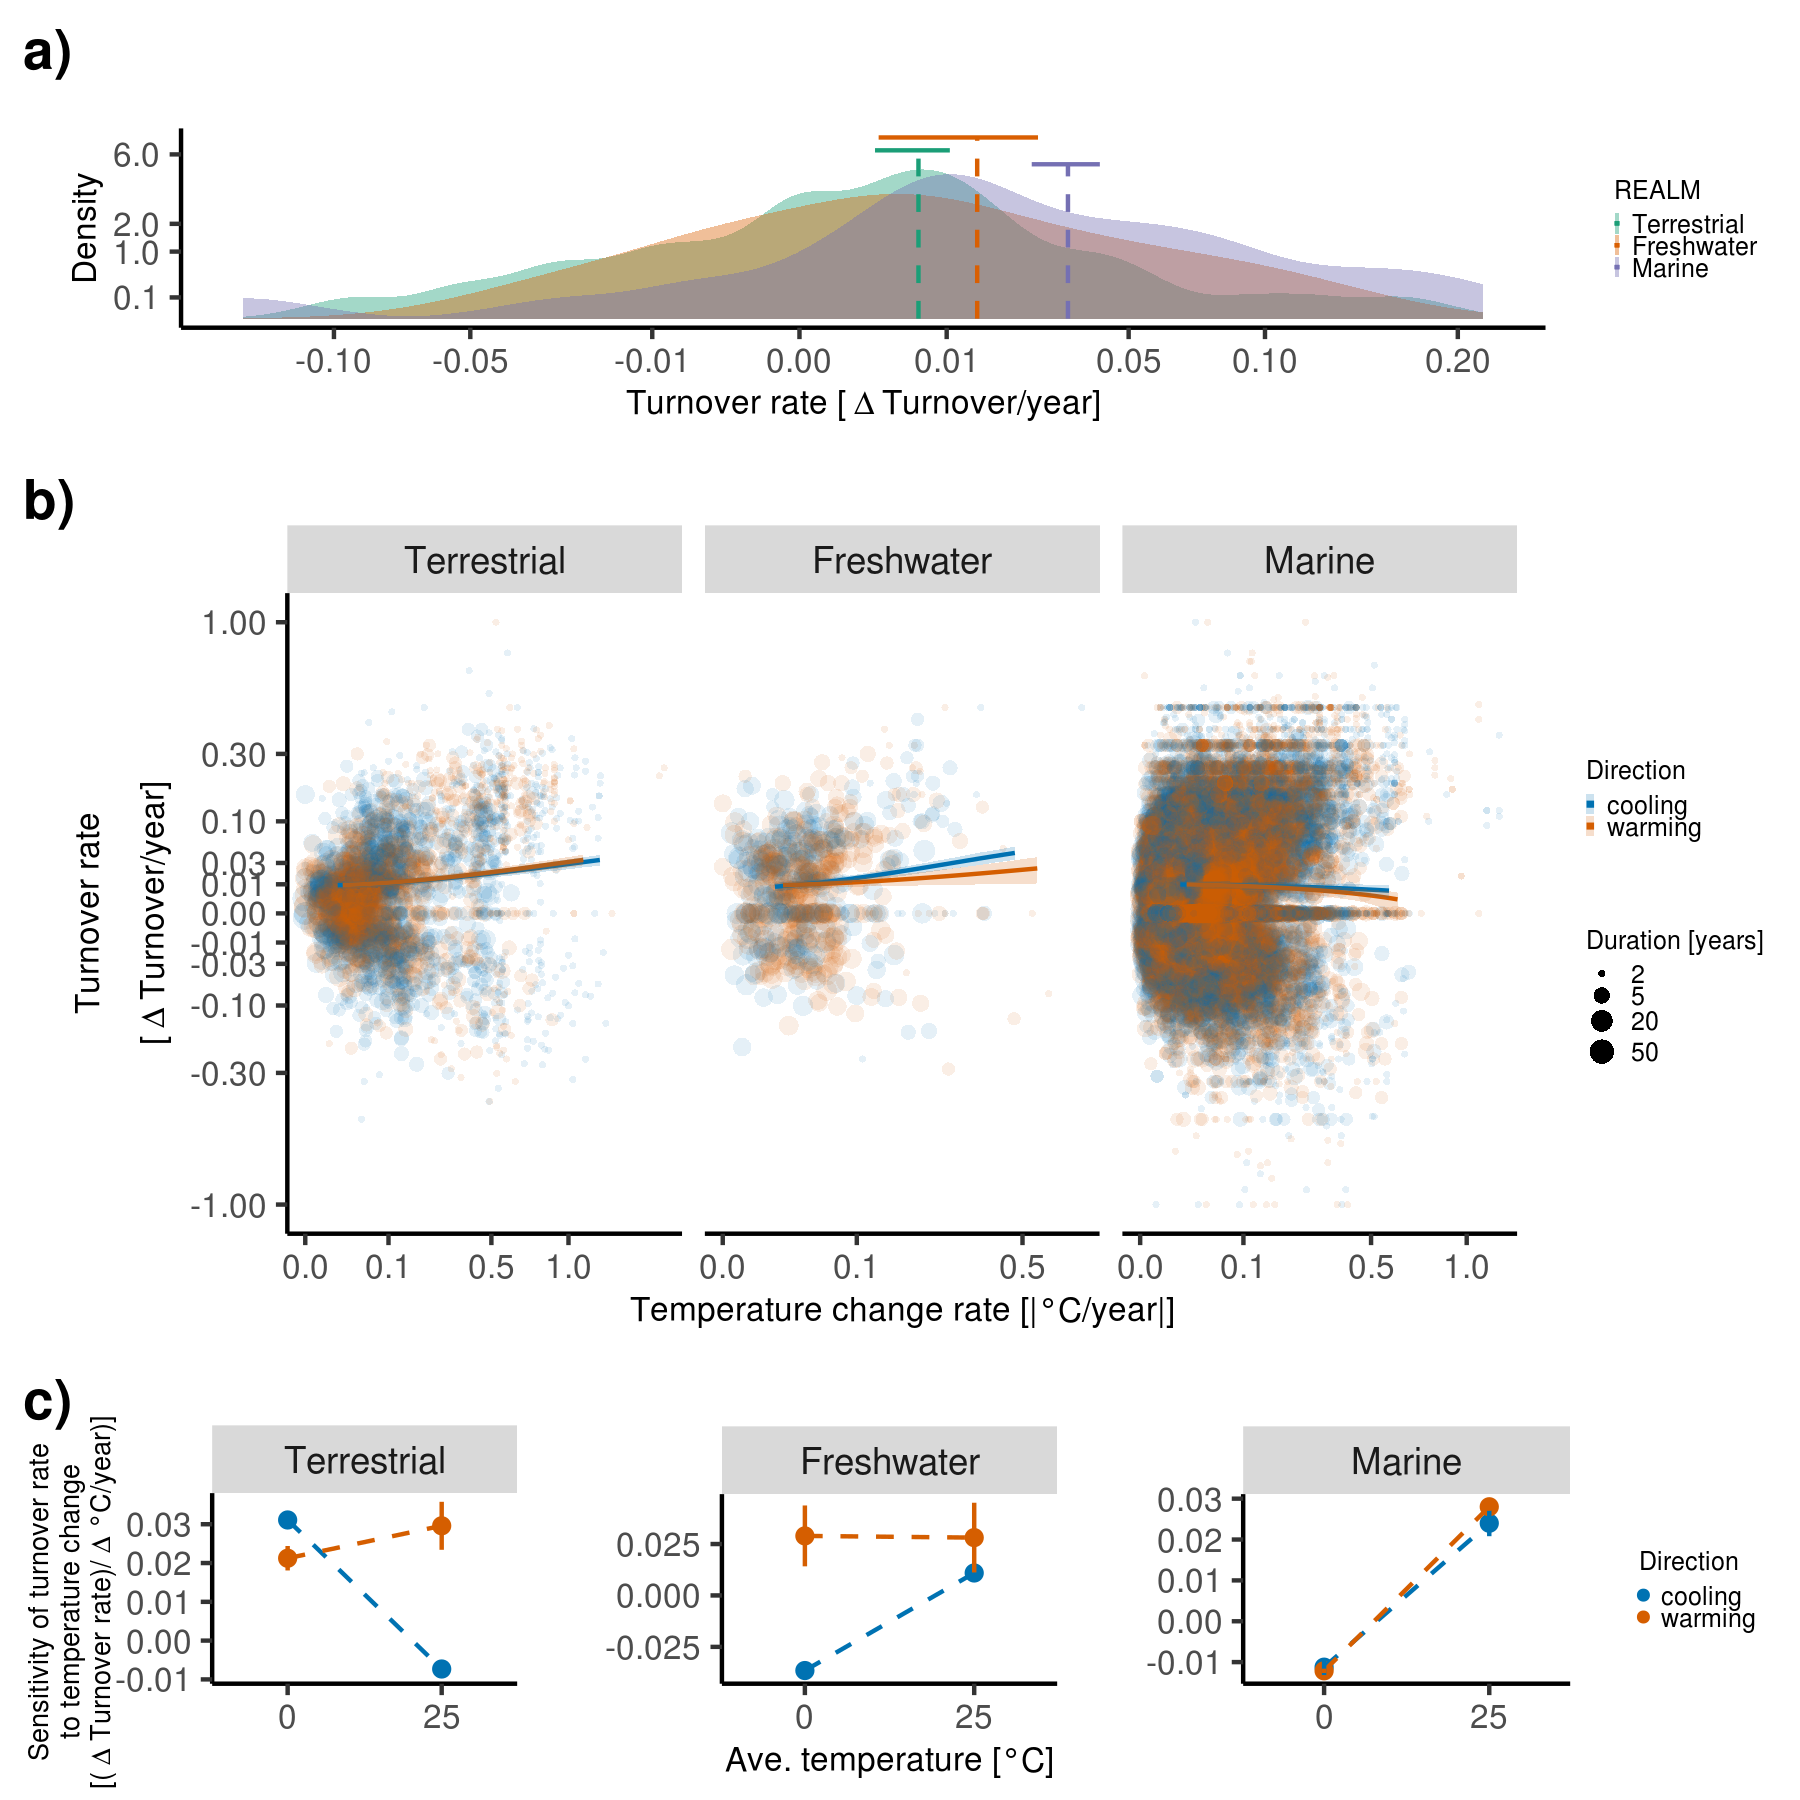 a)
6.0
2.0
1.0
0.1
Density
-0.10 -0.05 -0.01 0.00 0.01 0.05 0.10 0.20
Turnover rate [ Δ Turnover/year]
REALM
Terrestrial
Freshwater
Marine
b)
Terrestrial Freshwater Marine
1.00
0.30
0.10
0.03
0.01
0.00
-0.01
-0.03
-0.10
-0.30
-1.00
Turnover rate
[ Δ Turnover/year]
0.0 0.1 0.5 1.0 0.0 0.1 0.5 0.0 0.1 0.5 1.0
Temperature change rate [|°C/year|]
Direction
cooling
warming
Duration [years]
2
5
20
50
c)
Sensitivity of turnover rate
to temperature change
[( Δ Turnover rate)/ Δ °C/year)]
Terrestrial
0.03
0.02
0.01
0.00
-0.01
0 25
Freshwater
0.025
0.000
-0.025
0 25
Marine
0.03
0.02
0.01
0.00
-0.01
0 25
Ave. temperature [°C]
Direction
cooling
warming